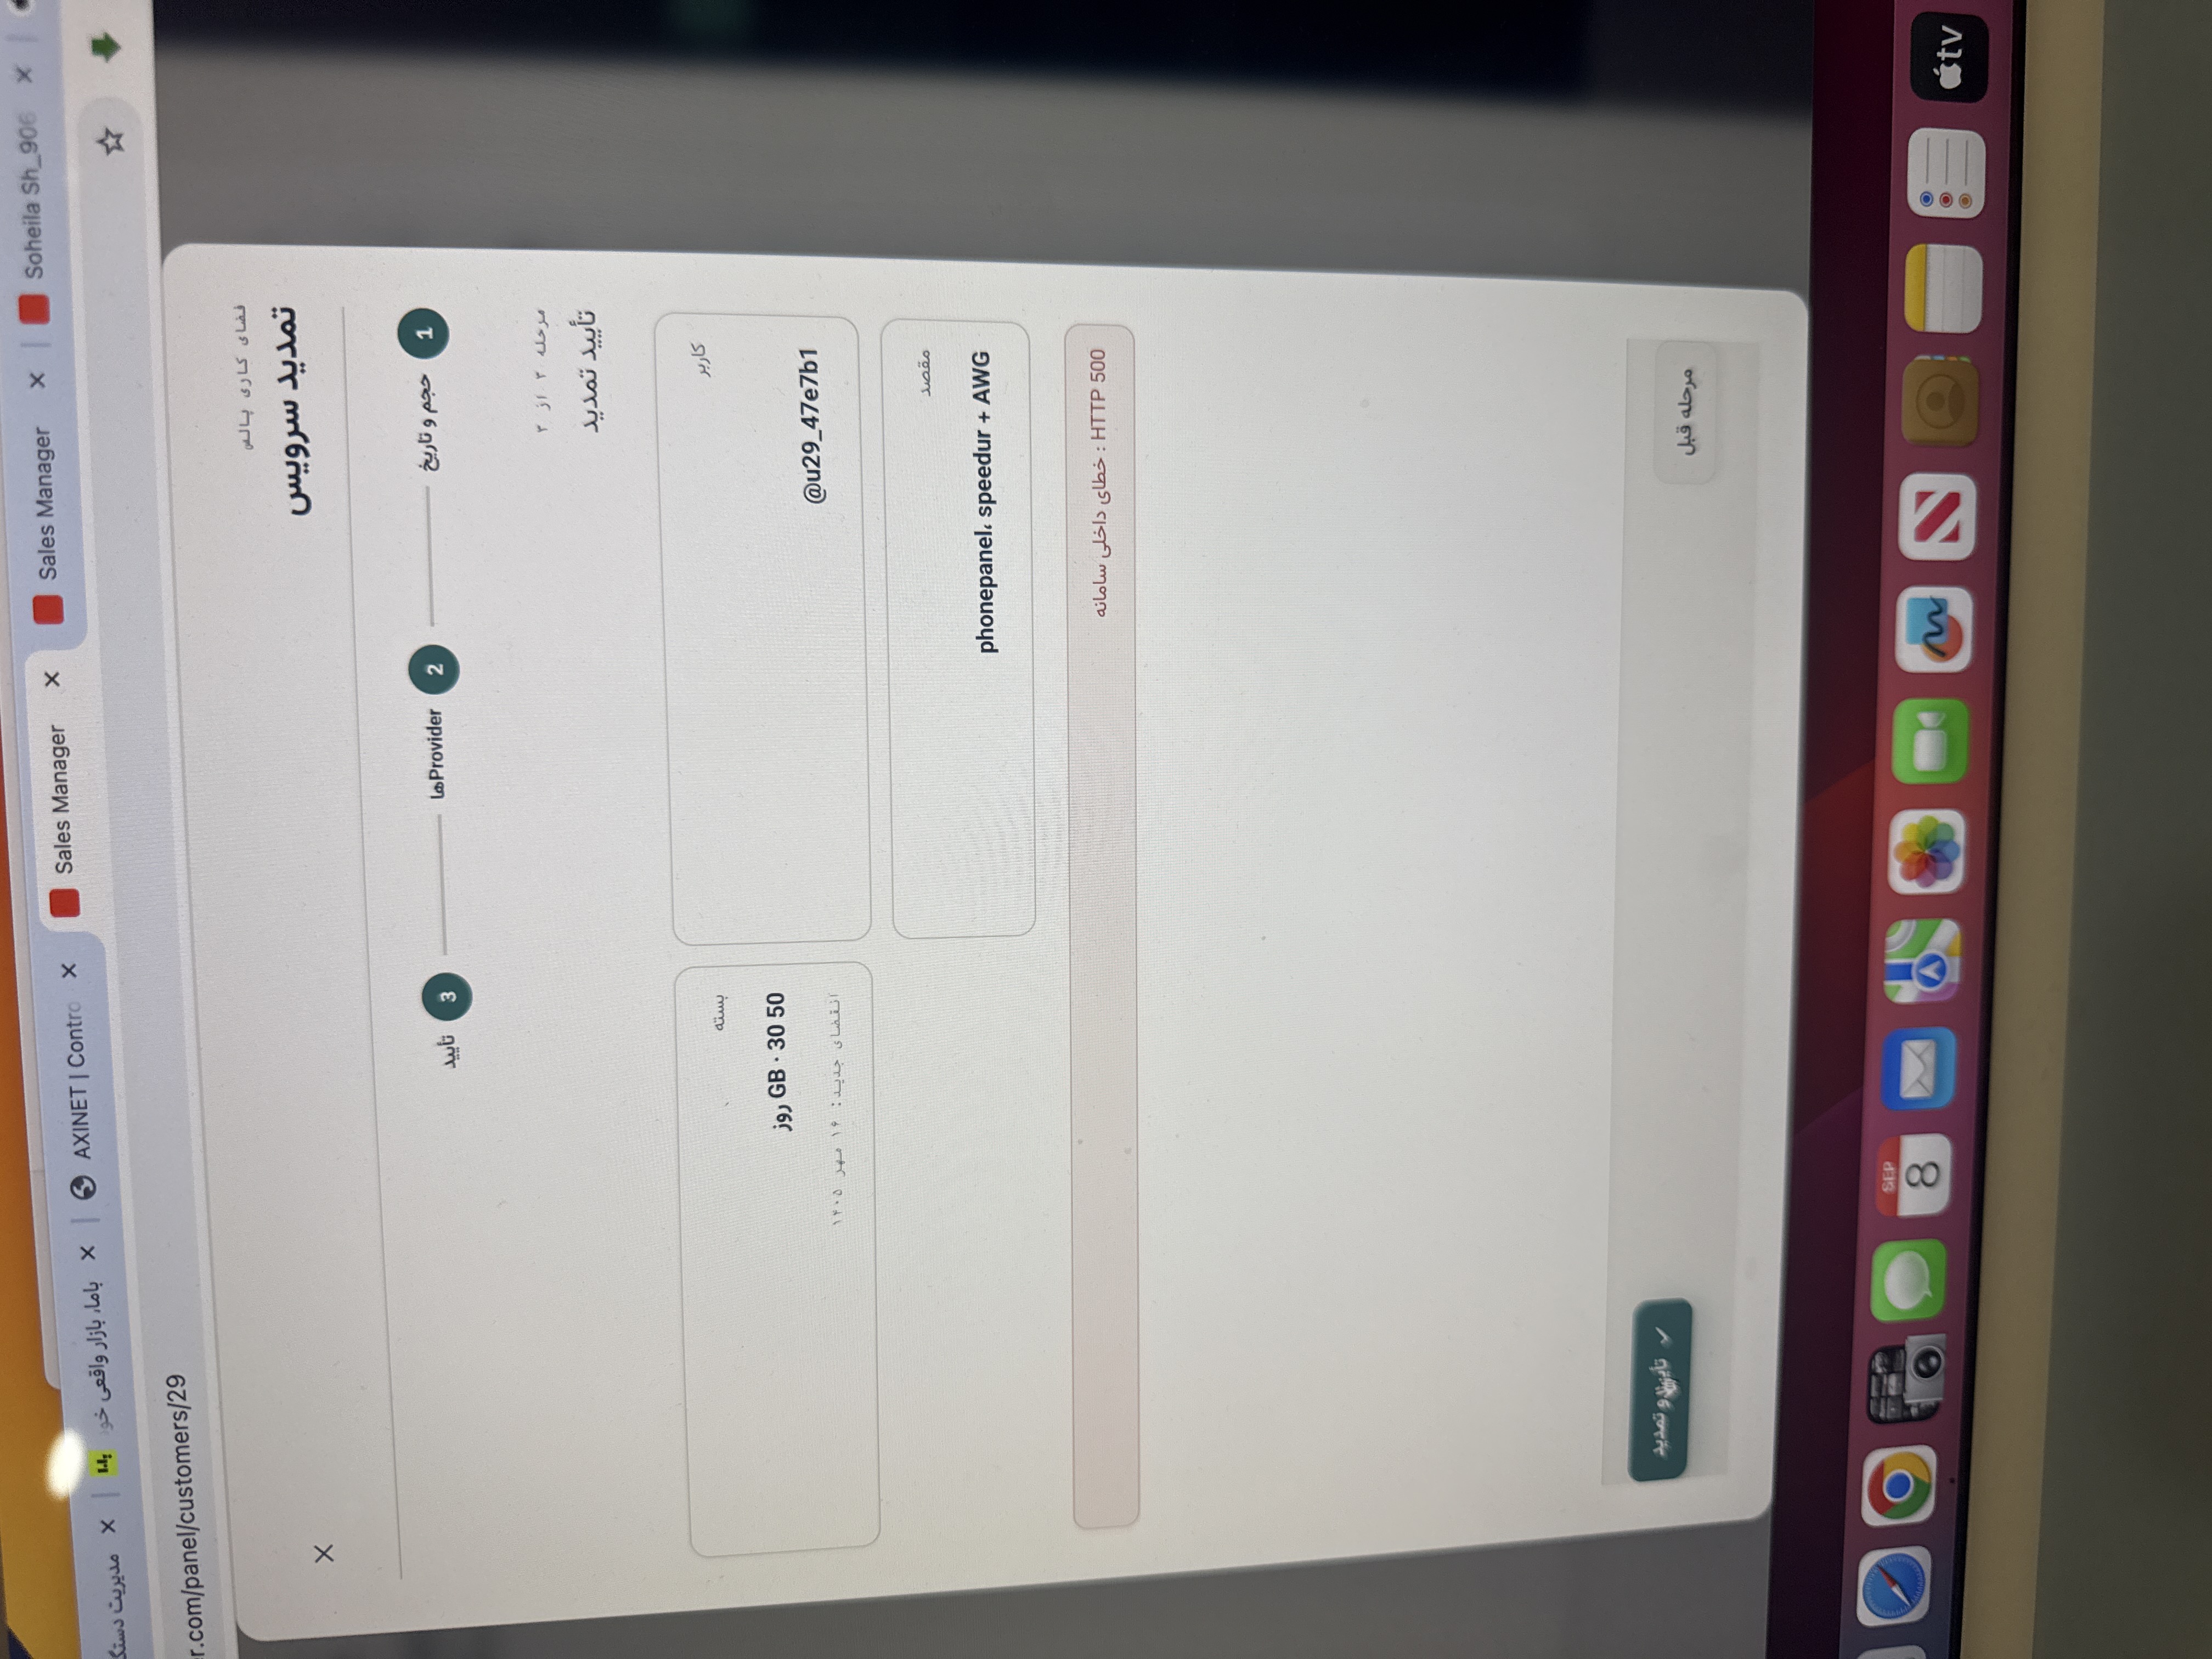 Sales Manager
Sales Manager
Soheila Sh_906
AXINET | Contro
باما، بازار واقعی خو
مدیریت دستگ
r.com/panel/customers/29
فضای کاری پالس
تمدید سرویس
1 حجم و تاریخ
2 Providerها
3 تأیید
مرحله ۳ از ۳
تأیید تمدید
کاربر
@u29_47e7b1
بسته
50 GB · 30 روز
انقضای جدید: ۱۶ مهر ۱۴۰۵
مقصد
phonepanel، speedur + AWG
HTTP 500 : خطای داخلی سامانه
مرحله قبل
تأیید و تمدید
SEP
8
tv